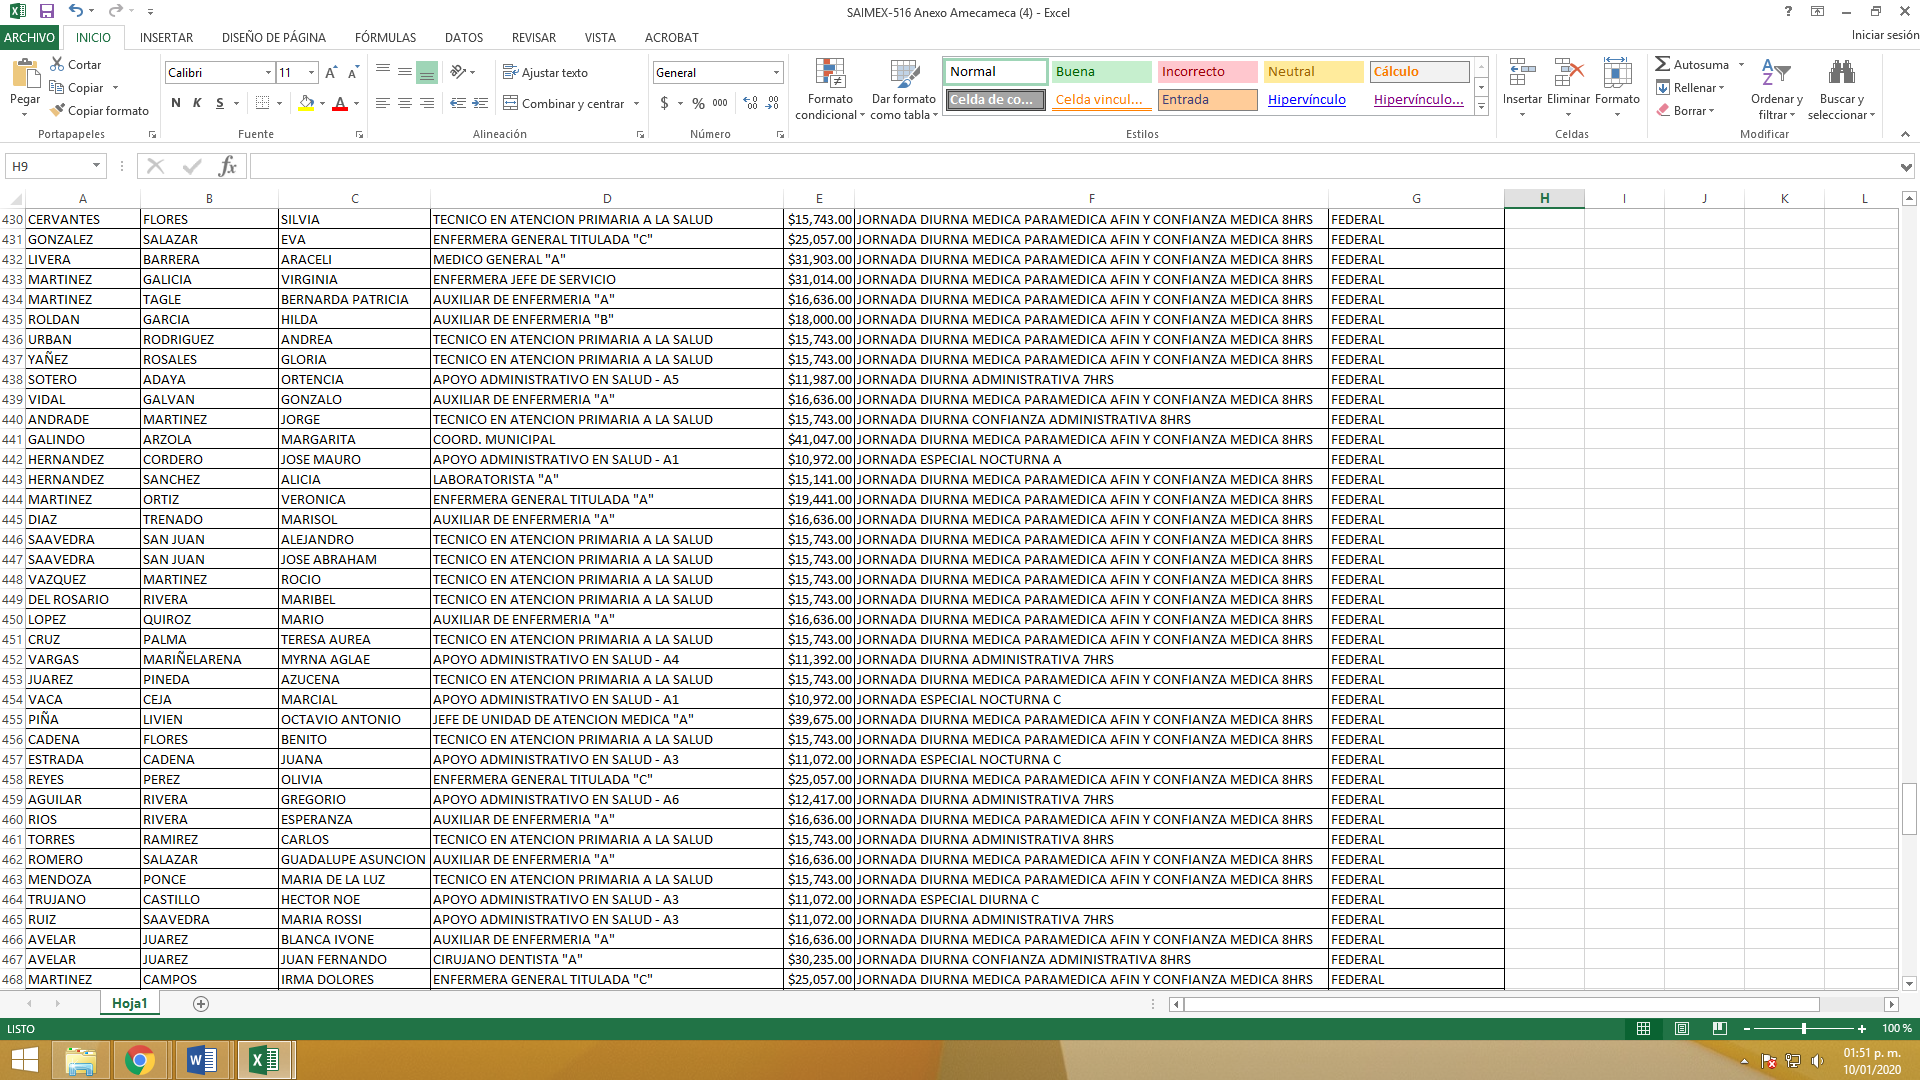 SAIMEX-516 Anexo Amecameca (4) - Excel
ARCHIVO INICIO INSERTAR DISEÑO DE PÁGINA FÓRMULAS DATOS REVISAR VISTA ACROBAT Iniciar sesión
Pegar Cortar Copiar Copiar formato
Calibri 11 N K S
Ajustar texto Combinar y centrar
General $ % 000
Formato condicional Dar formato como tabla
Normal Buena Incorrecto Neutral Cálculo
Celda de co... Celda vincul... Entrada Hipervínculo Hipervínculo...
Insertar Eliminar Formato
Autosuma Rellenar Borrar
Ordenar y filtrar Buscar y seleccionar
Portapapeles Fuente Alineación Número Estilos Celdas Modificar
H9 fx
A B C D E F G H I J K L
430 CERVANTES FLORES SILVIA TECNICO EN ATENCION PRIMARIA A LA SALUD $15,743.00 JORNADA DIURNA MEDICA PARAMEDICA AFIN Y CONFIANZA MEDICA 8HRS FEDERAL
431 GONZALEZ SALAZAR EVA ENFERMERA GENERAL TITULADA "C" $25,057.00 JORNADA DIURNA MEDICA PARAMEDICA AFIN Y CONFIANZA MEDICA 8HRS FEDERAL
432 LIVERA BARRERA ARACELI MEDICO GENERAL "A" $31,903.00 JORNADA DIURNA MEDICA PARAMEDICA AFIN Y CONFIANZA MEDICA 8HRS FEDERAL
433 MARTINEZ GALICIA VIRGINIA ENFERMERA JEFE DE SERVICIO $31,014.00 JORNADA DIURNA MEDICA PARAMEDICA AFIN Y CONFIANZA MEDICA 8HRS FEDERAL
434 MARTINEZ TAGLE BERNARDA PATRICIA AUXILIAR DE ENFERMERIA "A" $16,636.00 JORNADA DIURNA MEDICA PARAMEDICA AFIN Y CONFIANZA MEDICA 8HRS FEDERAL
435 ROLDAN GARCIA HILDA AUXILIAR DE ENFERMERIA "B" $18,000.00 JORNADA DIURNA MEDICA PARAMEDICA AFIN Y CONFIANZA MEDICA 8HRS FEDERAL
436 URBAN RODRIGUEZ ANDREA TECNICO EN ATENCION PRIMARIA A LA SALUD $15,743.00 JORNADA DIURNA MEDICA PARAMEDICA AFIN Y CONFIANZA MEDICA 8HRS FEDERAL
437 YAÑEZ ROSALES GLORIA TECNICO EN ATENCION PRIMARIA A LA SALUD $15,743.00 JORNADA DIURNA MEDICA PARAMEDICA AFIN Y CONFIANZA MEDICA 8HRS FEDERAL
438 SOTERO ADAYA ORTENCIA APOYO ADMINISTRATIVO EN SALUD - A5 $11,987.00 JORNADA DIURNA ADMINISTRATIVA 7HRS FEDERAL
439 VIDAL GALVAN GONZALO AUXILIAR DE ENFERMERIA "A" $16,636.00 JORNADA DIURNA MEDICA PARAMEDICA AFIN Y CONFIANZA MEDICA 8HRS FEDERAL
440 ANDRADE MARTINEZ JORGE TECNICO EN ATENCION PRIMARIA A LA SALUD $15,743.00 JORNADA DIURNA CONFIANZA ADMINISTRATIVA 8HRS FEDERAL
441 GALINDO ARZOLA MARGARITA COORD. MUNICIPAL $41,047.00 JORNADA DIURNA MEDICA PARAMEDICA AFIN Y CONFIANZA MEDICA 8HRS FEDERAL
442 HERNANDEZ CORDERO JOSE MAURO APOYO ADMINISTRATIVO EN SALUD - A1 $10,972.00 JORNADA ESPECIAL NOCTURNA A FEDERAL
443 HERNANDEZ SANCHEZ ALICIA LABORATORISTA "A" $15,141.00 JORNADA DIURNA MEDICA PARAMEDICA AFIN Y CONFIANZA MEDICA 8HRS FEDERAL
444 MARTINEZ ORTIZ VERONICA ENFERMERA GENERAL TITULADA "A" $19,441.00 JORNADA DIURNA MEDICA PARAMEDICA AFIN Y CONFIANZA MEDICA 8HRS FEDERAL
445 DIAZ TRENADO MARISOL AUXILIAR DE ENFERMERIA "A" $16,636.00 JORNADA DIURNA MEDICA PARAMEDICA AFIN Y CONFIANZA MEDICA 8HRS FEDERAL
446 SAAVEDRA SAN JUAN ALEJANDRO TECNICO EN ATENCION PRIMARIA A LA SALUD $15,743.00 JORNADA DIURNA MEDICA PARAMEDICA AFIN Y CONFIANZA MEDICA 8HRS FEDERAL
447 SAAVEDRA SAN JUAN JOSE ABRAHAM TECNICO EN ATENCION PRIMARIA A LA SALUD $15,743.00 JORNADA DIURNA MEDICA PARAMEDICA AFIN Y CONFIANZA MEDICA 8HRS FEDERAL
448 VAZQUEZ MARTINEZ ROCIO TECNICO EN ATENCION PRIMARIA A LA SALUD $15,743.00 JORNADA DIURNA MEDICA PARAMEDICA AFIN Y CONFIANZA MEDICA 8HRS FEDERAL
449 DEL ROSARIO RIVERA MARIBEL TECNICO EN ATENCION PRIMARIA A LA SALUD $15,743.00 JORNADA DIURNA MEDICA PARAMEDICA AFIN Y CONFIANZA MEDICA 8HRS FEDERAL
450 LOPEZ QUIROZ MARIO AUXILIAR DE ENFERMERIA "A" $16,636.00 JORNADA DIURNA MEDICA PARAMEDICA AFIN Y CONFIANZA MEDICA 8HRS FEDERAL
451 CRUZ PALMA TERESA AUREA TECNICO EN ATENCION PRIMARIA A LA SALUD $15,743.00 JORNADA DIURNA MEDICA PARAMEDICA AFIN Y CONFIANZA MEDICA 8HRS FEDERAL
452 VARGAS MARIÑELARENA MYRNA AGLAE APOYO ADMINISTRATIVO EN SALUD - A4 $11,392.00 JORNADA DIURNA ADMINISTRATIVA 7HRS FEDERAL
453 JUAREZ PINEDA AZUCENA TECNICO EN ATENCION PRIMARIA A LA SALUD $15,743.00 JORNADA DIURNA MEDICA PARAMEDICA AFIN Y CONFIANZA MEDICA 8HRS FEDERAL
454 VACA CEJA MARCIAL APOYO ADMINISTRATIVO EN SALUD - A1 $10,972.00 JORNADA ESPECIAL NOCTURNA C FEDERAL
455 PIÑA LIVIEN OCTAVIO ANTONIO JEFE DE UNIDAD DE ATENCION MEDICA "A" $39,675.00 JORNADA DIURNA MEDICA PARAMEDICA AFIN Y CONFIANZA MEDICA 8HRS FEDERAL
456 CADENA FLORES BENITO TECNICO EN ATENCION PRIMARIA A LA SALUD $15,743.00 JORNADA DIURNA MEDICA PARAMEDICA AFIN Y CONFIANZA MEDICA 8HRS FEDERAL
457 ESTRADA CADENA JUANA APOYO ADMINISTRATIVO EN SALUD - A3 $11,072.00 JORNADA ESPECIAL NOCTURNA C FEDERAL
458 REYES PEREZ OLIVIA ENFERMERA GENERAL TITULADA "C" $25,057.00 JORNADA DIURNA MEDICA PARAMEDICA AFIN Y CONFIANZA MEDICA 8HRS FEDERAL
459 AGUILAR RIVERA GREGORIO APOYO ADMINISTRATIVO EN SALUD - A6 $12,417.00 JORNADA DIURNA ADMINISTRATIVA 7HRS FEDERAL
460 RIOS RIVERA ESPERANZA AUXILIAR DE ENFERMERIA "A" $16,636.00 JORNADA DIURNA MEDICA PARAMEDICA AFIN Y CONFIANZA MEDICA 8HRS FEDERAL
461 TORRES RAMIREZ CARLOS TECNICO EN ATENCION PRIMARIA A LA SALUD $15,743.00 JORNADA DIURNA ADMINISTRATIVA 8HRS FEDERAL
462 ROMERO SALAZAR GUADALUPE ASUNCION AUXILIAR DE ENFERMERIA "A" $16,636.00 JORNADA DIURNA MEDICA PARAMEDICA AFIN Y CONFIANZA MEDICA 8HRS FEDERAL
463 MENDOZA PONCE MARIA DE LA LUZ TECNICO EN ATENCION PRIMARIA A LA SALUD $15,743.00 JORNADA DIURNA MEDICA PARAMEDICA AFIN Y CONFIANZA MEDICA 8HRS FEDERAL
464 TRUJANO CASTILLO HECTOR NOE APOYO ADMINISTRATIVO EN SALUD - A3 $11,072.00 JORNADA ESPECIAL DIURNA C FEDERAL
465 RUIZ SAAVEDRA MARIA ROSSI APOYO ADMINISTRATIVO EN SALUD - A3 $11,072.00 JORNADA DIURNA ADMINISTRATIVA 7HRS FEDERAL
466 AVELAR JUAREZ BLANCA IVONE AUXILIAR DE ENFERMERIA "A" $16,636.00 JORNADA DIURNA MEDICA PARAMEDICA AFIN Y CONFIANZA MEDICA 8HRS FEDERAL
467 AVELAR JUAREZ JUAN FERNANDO CIRUJANO DENTISTA "A" $30,235.00 JORNADA DIURNA CONFIANZA ADMINISTRATIVA 8HRS FEDERAL
468 MARTINEZ CAMPOS IRMA DOLORES ENFERMERA GENERAL TITULADA "C" $25,057.00 JORNADA DIURNA MEDICA PARAMEDICA AFIN Y CONFIANZA MEDICA 8HRS FEDERAL
Hoja1
LISTO 100 %
01:51 p. m.
10/01/2020